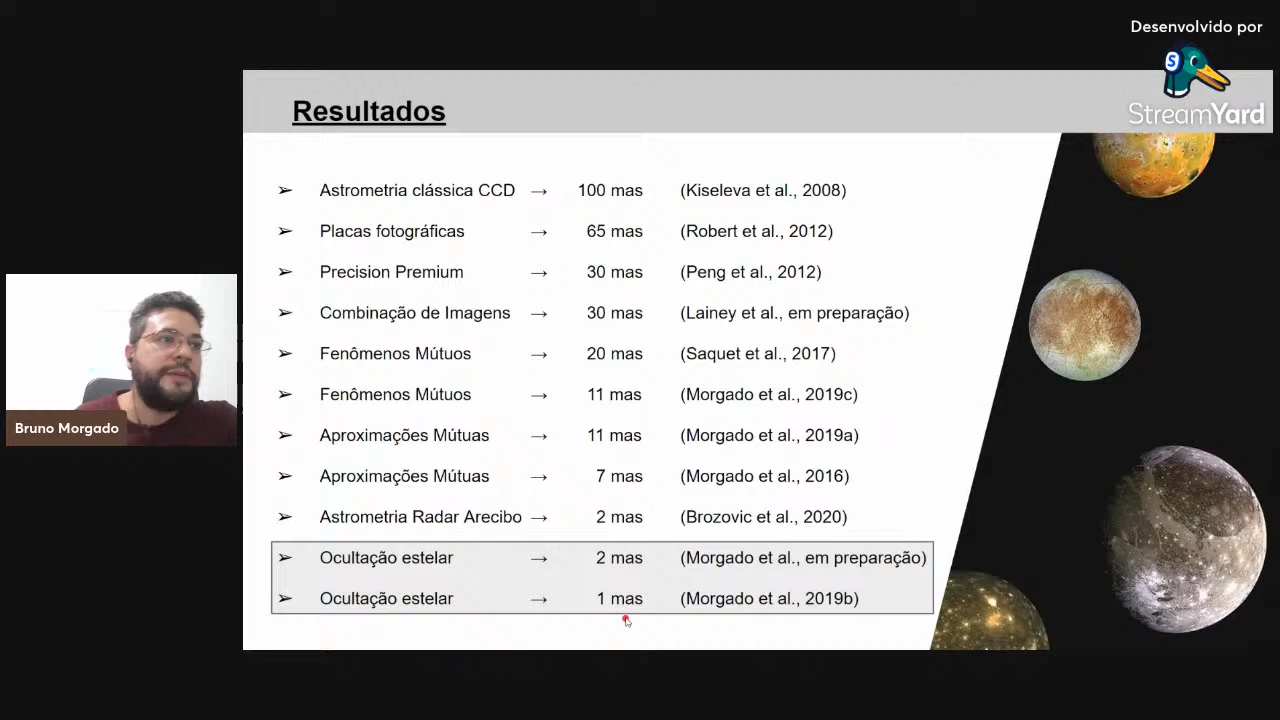 Desenvolvido por
S
StreamYard
Resultados
➢ Astrometria clássica CCD → 100 mas (Kiseleva et al., 2008)
➢ Placas fotográficas → 65 mas (Robert et al., 2012)
➢ Precision Premium → 30 mas (Peng et al., 2012)
➢ Combinação de Imagens → 30 mas (Lainey et al., em preparação)
➢ Fenômenos Mútuos → 20 mas (Saquet et al., 2017)
➢ Fenômenos Mútuos → 11 mas (Morgado et al., 2019c)
➢ Aproximações Mútuas → 11 mas (Morgado et al., 2019a)
➢ Aproximações Mútuas → 7 mas (Morgado et al., 2016)
➢ Astrometria Radar Arecibo → 2 mas (Brozovic et al., 2020)
➢ Ocultação estelar → 2 mas (Morgado et al., em preparação)
➢ Ocultação estelar → 1 mas (Morgado et al., 2019b)
Bruno Morgado